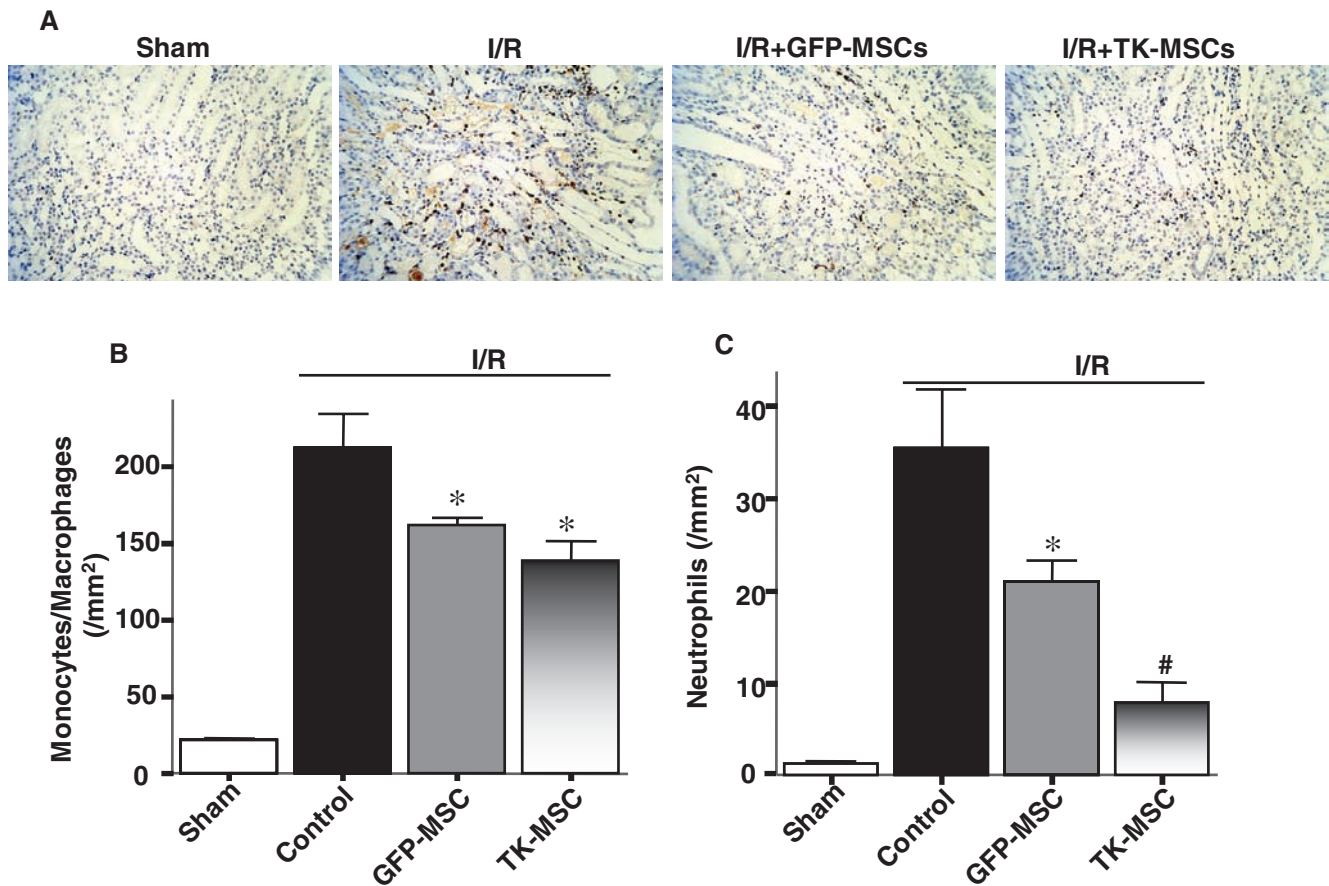 A
Sham
I/R
I/R+GFP-MSCs
I/R+TK-MSCs
B
I/R
Monocytes/Macrophages
(/mm²)
200
150
100
50
0
*
*
Sham
Control
GFP-MSC
TK-MSC
C
I/R
Neutrophils (/mm²)
40
30
20
10
0
*
#
Sham
Control
GFP-MSC
TK-MSC